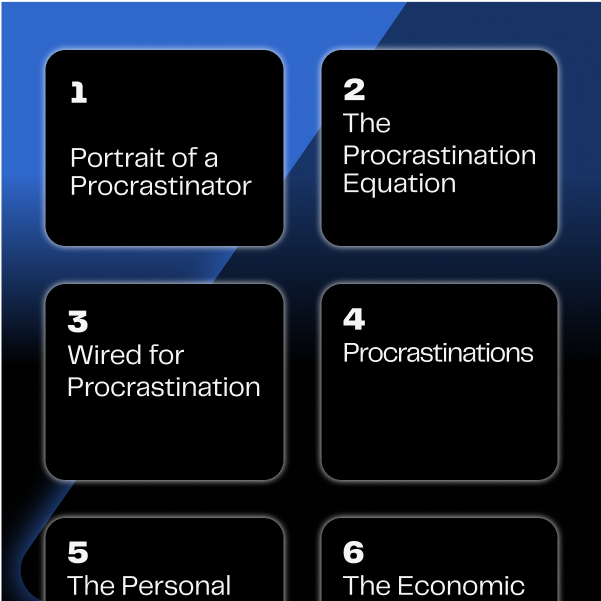 1
Portrait of a
Procrastinator
2
The
Procrastination
Equation
3
Wired for
Procrastination
4
Procrastinations
5
The Personal
6
The Economic